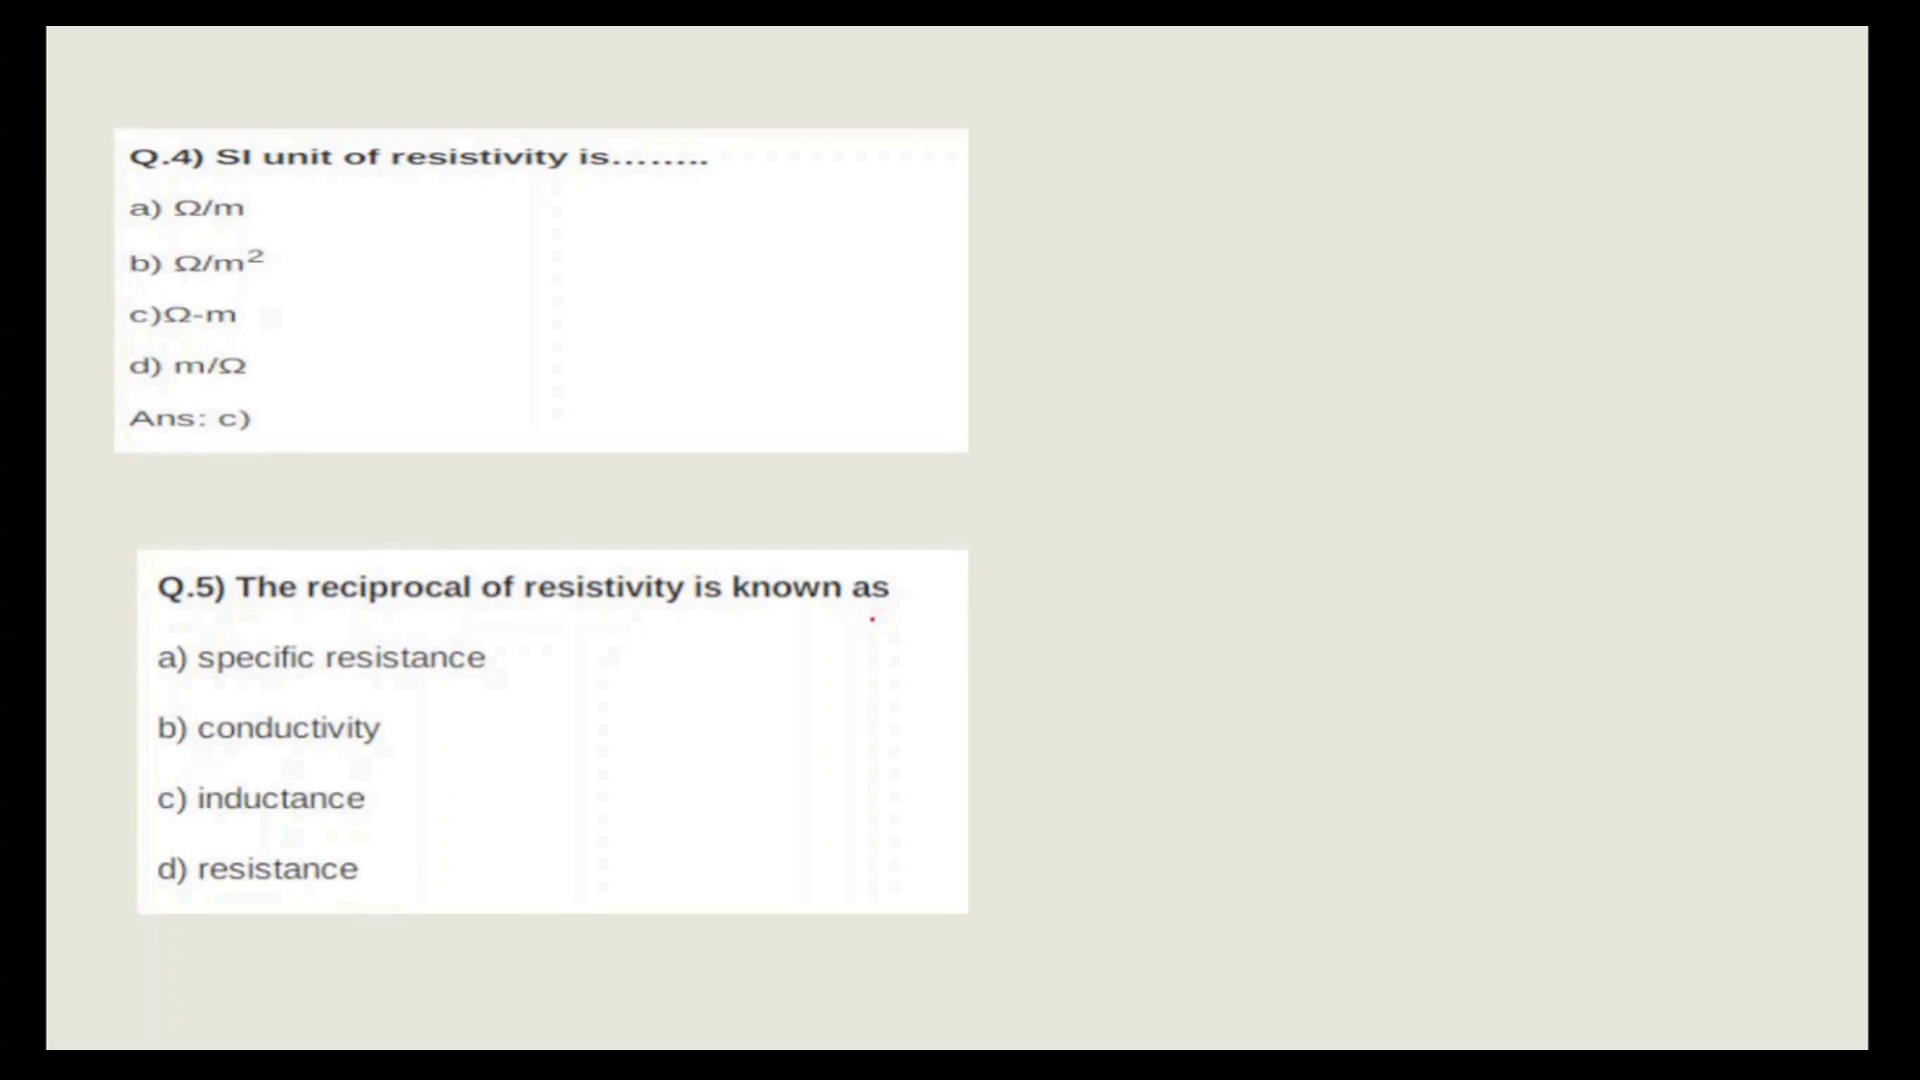 Q.4) SI unit of resistivity is........
a) Ω/m
b) Ω/m²
c)Ω-m
d) m/Ω
Ans: c)
Q.5) The reciprocal of resistivity is known as
a) specific resistance
b) conductivity
c) inductance
d) resistance